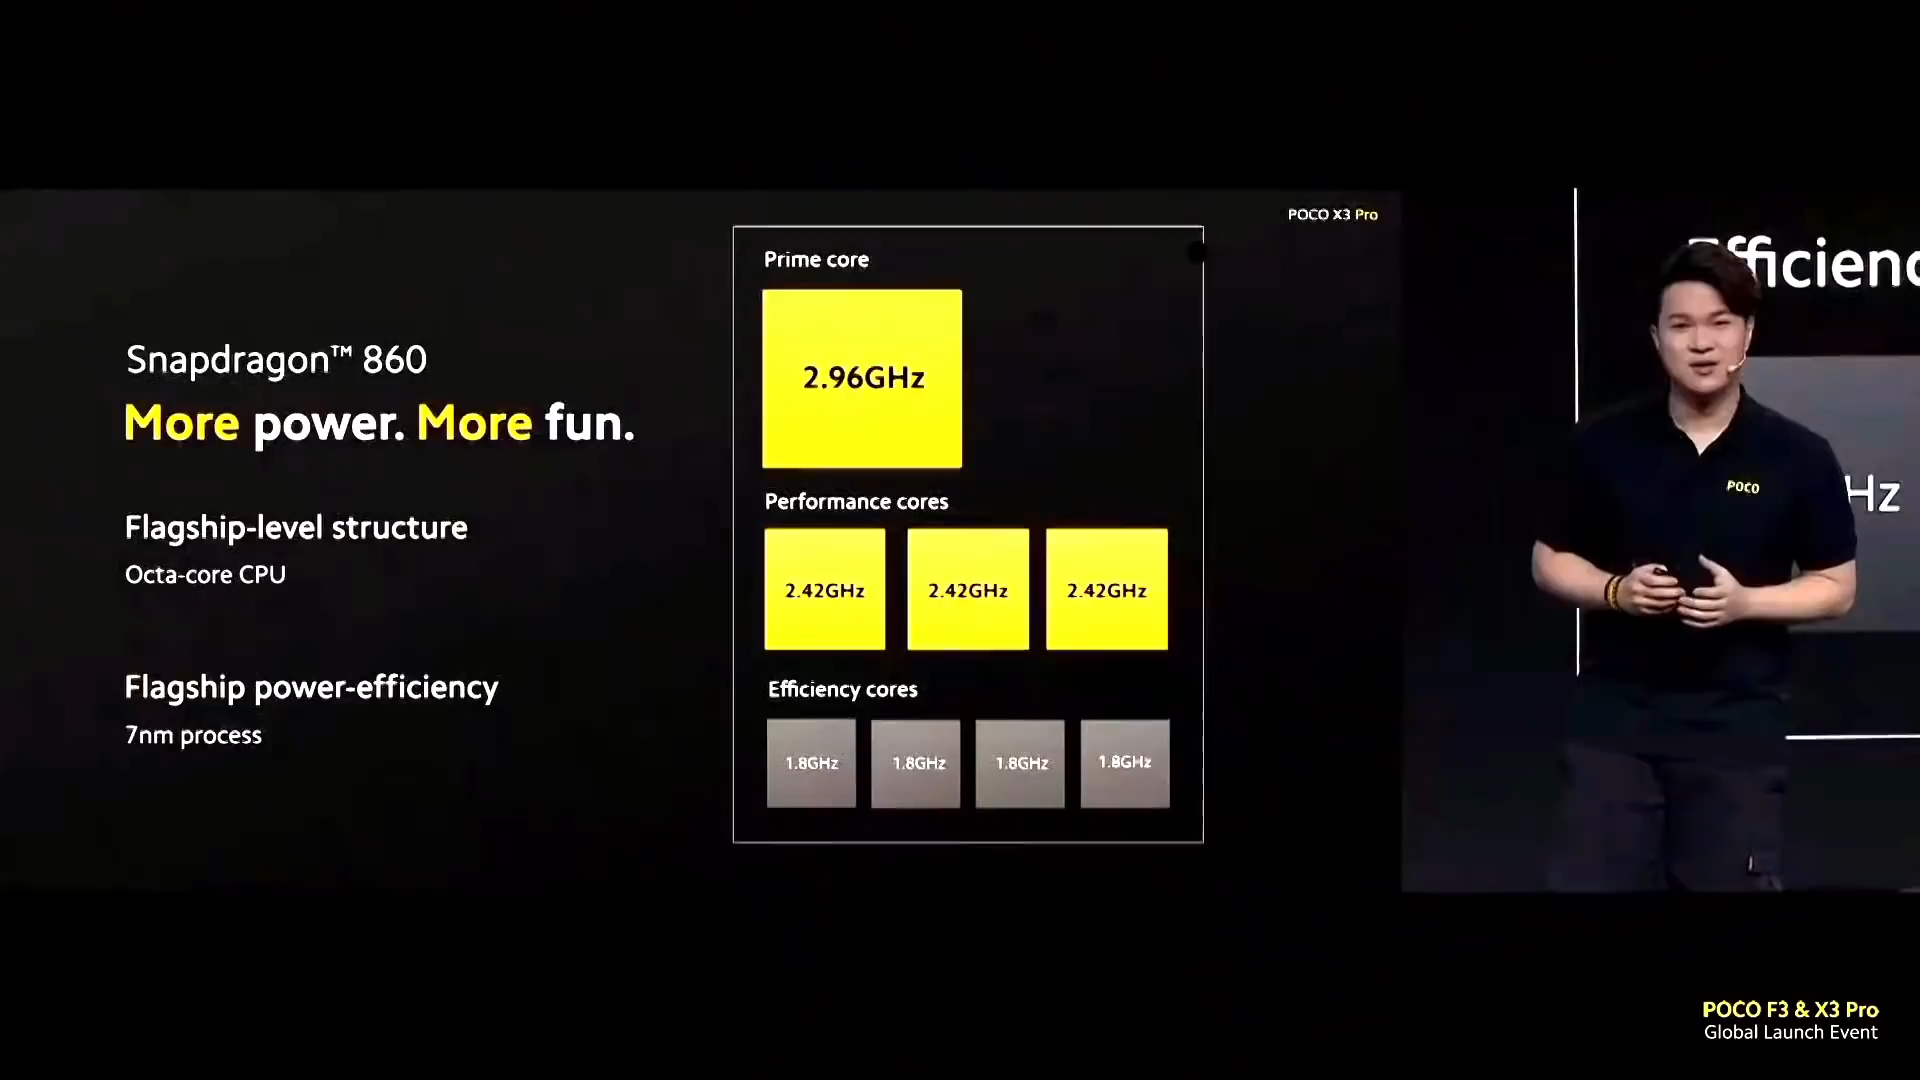 POCO X3 Pro
Snapdragon™ 860
More power. More fun.
Flagship-level structure
Octa-core CPU
Flagship power-efficiency
7nm process
Prime core
2.96GHz
Performance cores
2.42GHz 2.42GHz 2.42GHz
Efficiency cores
1.8GHz 1.8GHz 1.8GHz 1.8GHz
POCO
POCO F3 & X3 Pro
Global Launch Event